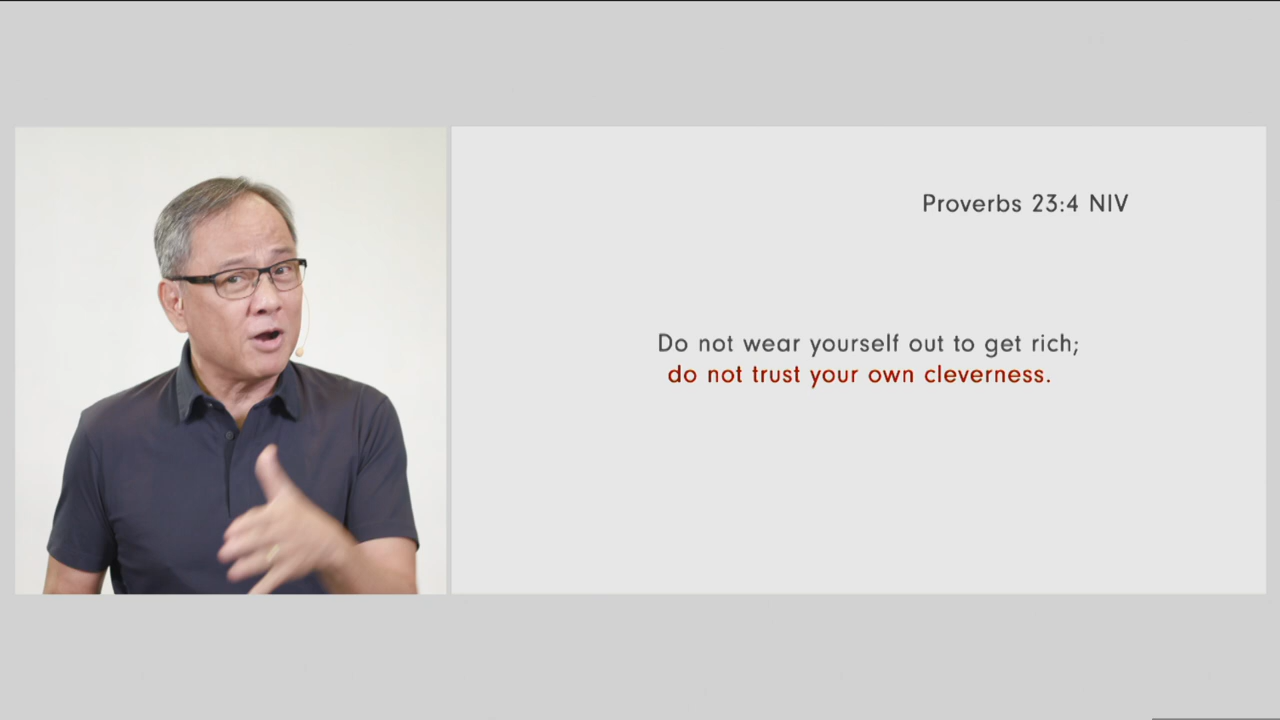 Proverbs 23:4 NIV
Do not wear yourself out to get rich;
do not trust your own cleverness.